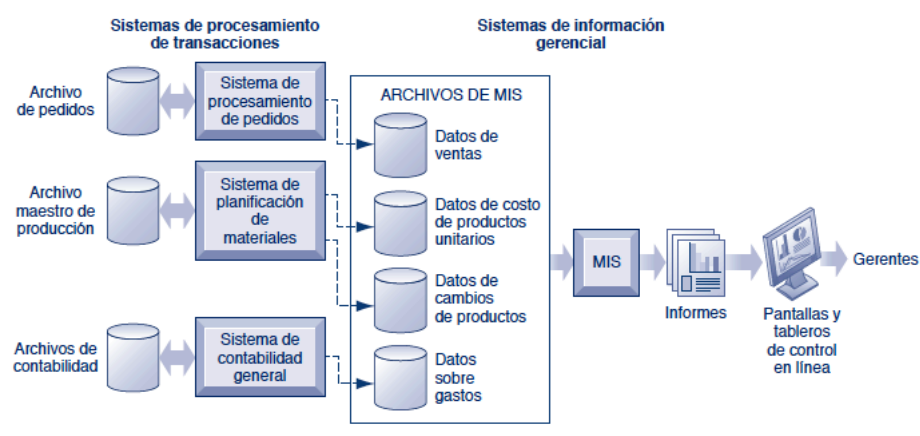 Sistemas de procesamiento
de transacciones
Sistemas de información
gerencial
Archivo
de pedidos
Sistema de
procesamiento
de pedidos
ARCHIVOS DE MIS
Datos de
ventas
Archivo
maestro de
producción
Sistema de
planificación
de
materiales
Datos de costo
de productos
unitarios
Datos de
cambios
de productos
Archivos de
contabilidad
Sistema de
contabilidad
general
Datos
sobre
gastos
MIS
Informes
Pantallas y
tableros
de control
en línea
Gerentes